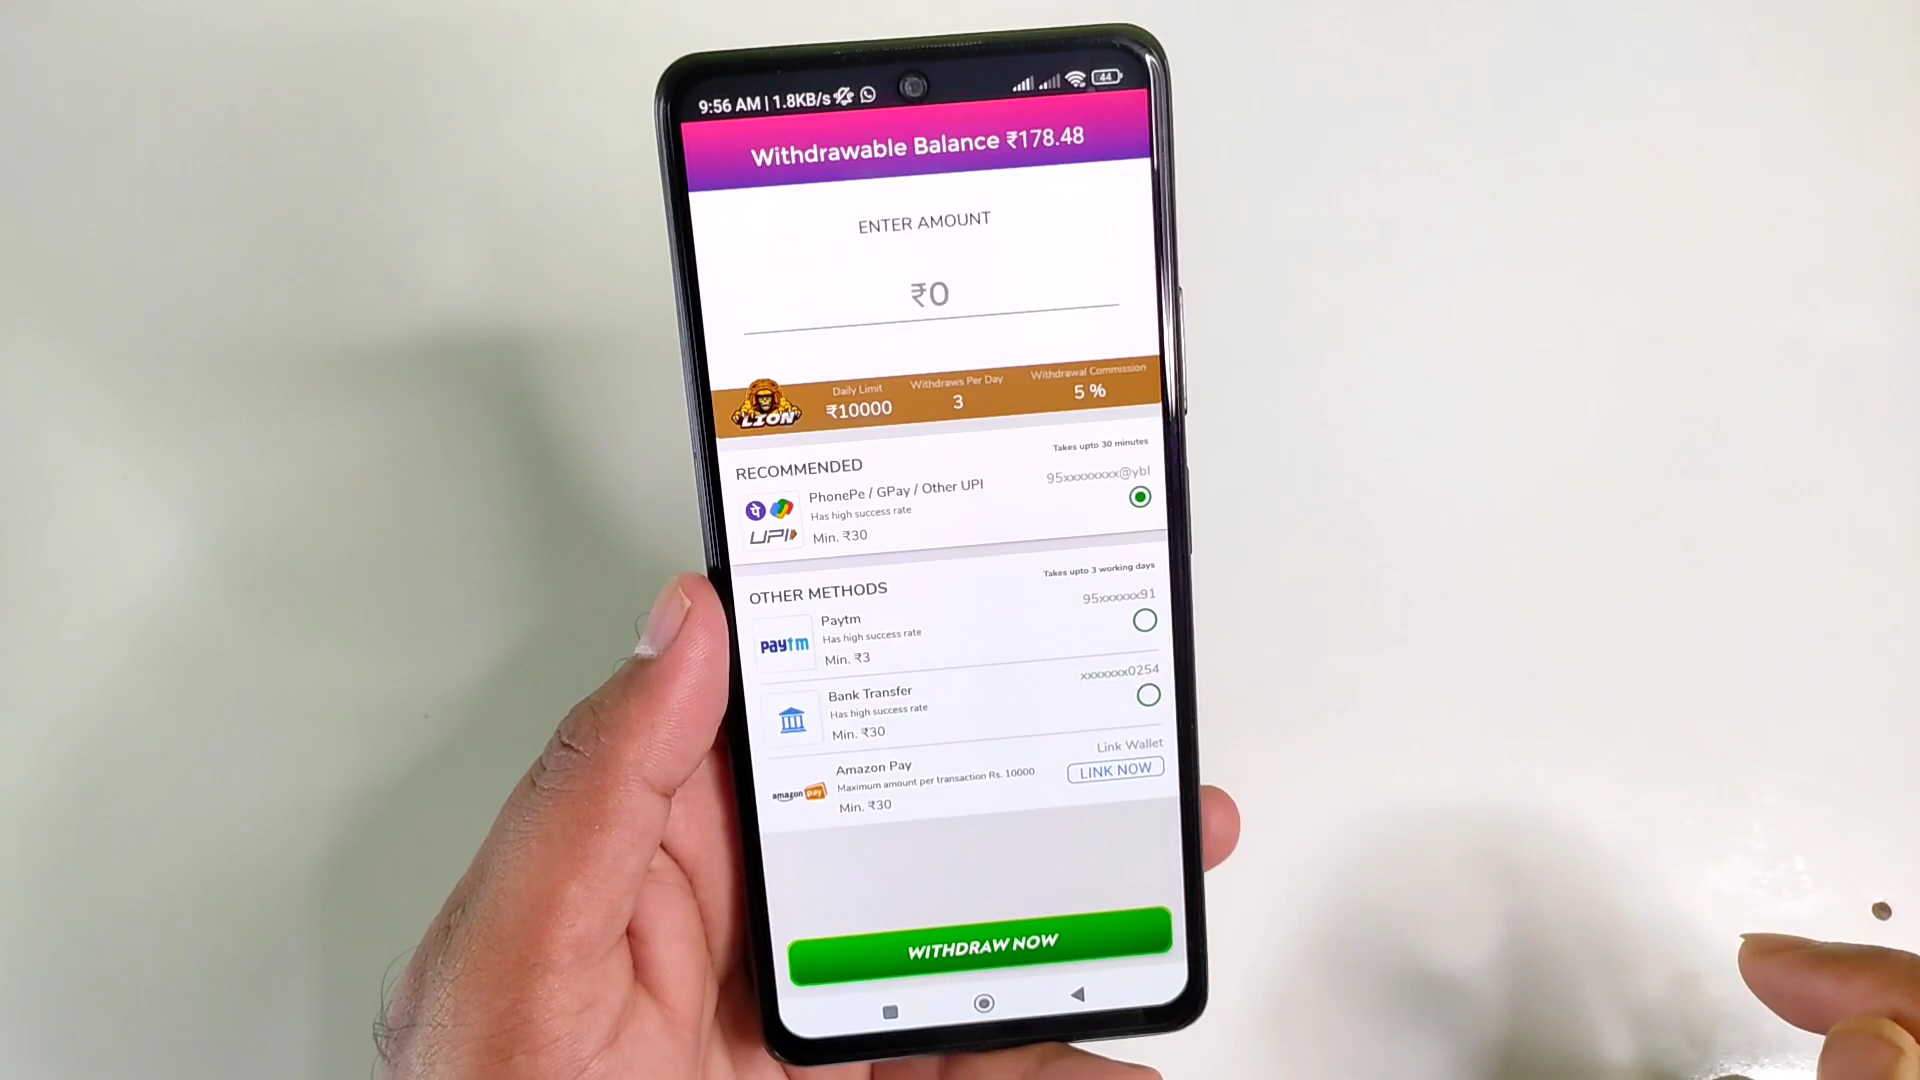 9:56 AM | 1.8KB/s
44
Withdrawable Balance ₹178.48
ENTER AMOUNT
₹0
LION
Daily Limit
₹10000
Withdraws Per Day
3
Withdrawal Commission
5 %
RECOMMENDED
Takes upto 30 minutes
पे
UPI
PhonePe / GPay / Other UPI
Has high success rate
Min. ₹30
95xxxxxxxx@ybl
OTHER METHODS
Takes upto 3 working days
paytm
Paytm
Has high success rate
Min. ₹3
95xxxxxx91
Bank Transfer
Has high success rate
Min. ₹30
xxxxxxx0254
amazon pay
Amazon Pay
Maximum amount per transaction Rs. 10000
Min. ₹30
Link Wallet
LINK NOW
WITHDRAW NOW